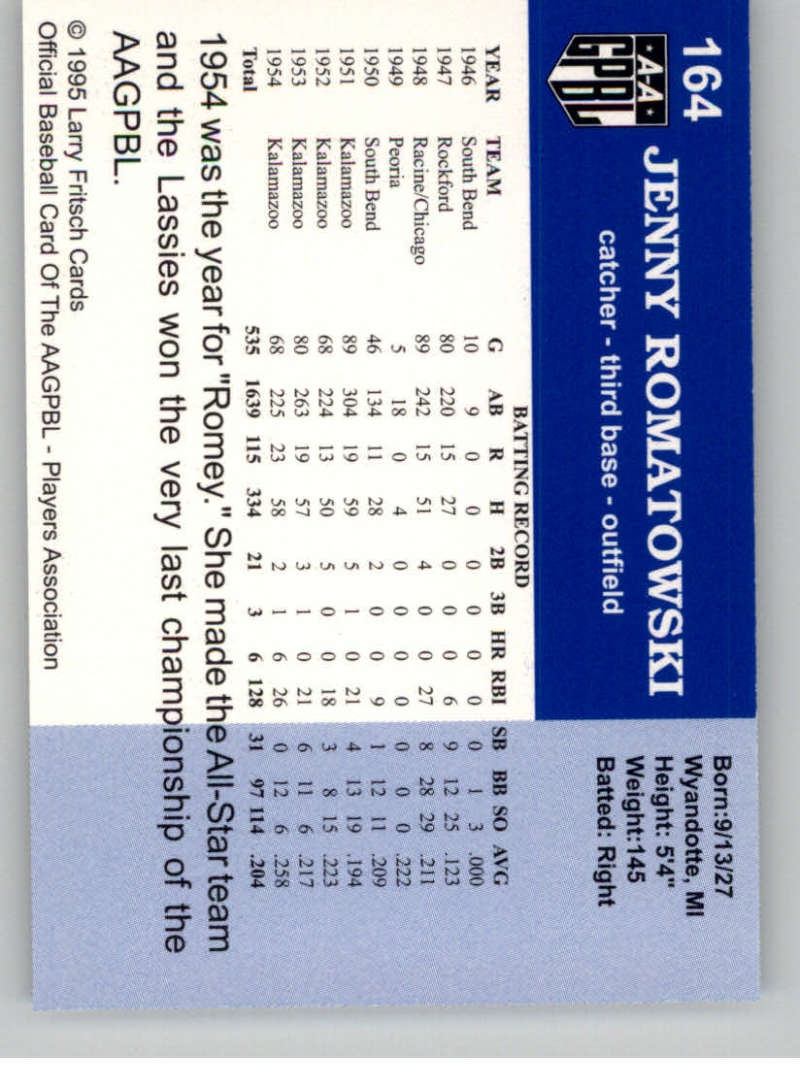 164
AA
GPBL
JENNY ROMATOWSKI
catcher - third base - outfield
Born:9/13/27
Wyandotte, MI
Height: 5'4"
Weight:145
Batted: Right
BATTING RECORD
YEAR TEAM G AB R H 2B 3B HR RBI SB BB SO AVG
1946 South Bend 10 9 0 0 0 0 0 0 0 1 3 .000
1947 Rockford 80 220 15 27 0 0 0 6 9 12 25 .123
1948 Racine/Chicago 89 242 15 51 4 0 0 27 8 28 29 .211
1949 Peoria 5 18 0 4 0 0 0 0 0 0 0 .222
1950 South Bend 46 134 11 28 2 0 0 9 1 12 11 .209
1951 Kalamazoo 89 304 19 59 5 1 0 21 4 13 19 .194
1952 Kalamazoo 68 224 13 50 5 0 0 18 3 8 15 .223
1953 Kalamazoo 80 263 19 57 3 1 0 21 6 11 6 .217
1954 Kalamazoo 68 225 23 58 2 1 6 26 0 12 6 .258
Total 535 1639 115 334 21 3 6 128 31 97 114 .204
1954 was the year for "Romey." She made the All-Star team
and the Lassies won the very last championship of the
AAGPBL.
© 1995 Larry Fritsch Cards
Official Baseball Card Of The AAGPBL - Players Association